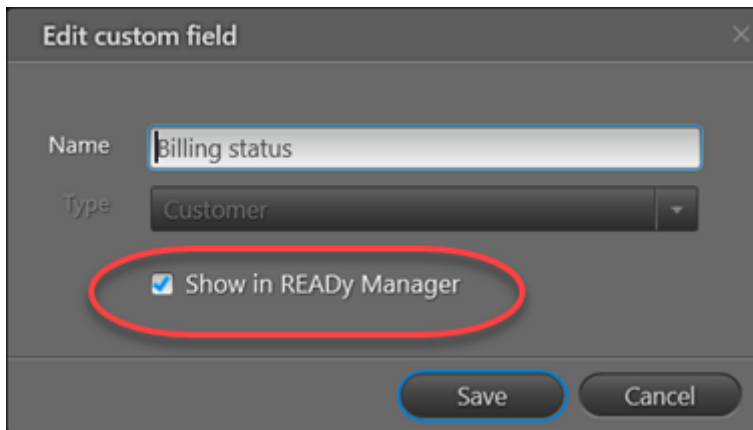 Edit custom field
Name Billing status
Type Customer
Show in READy Manager
Save Cancel